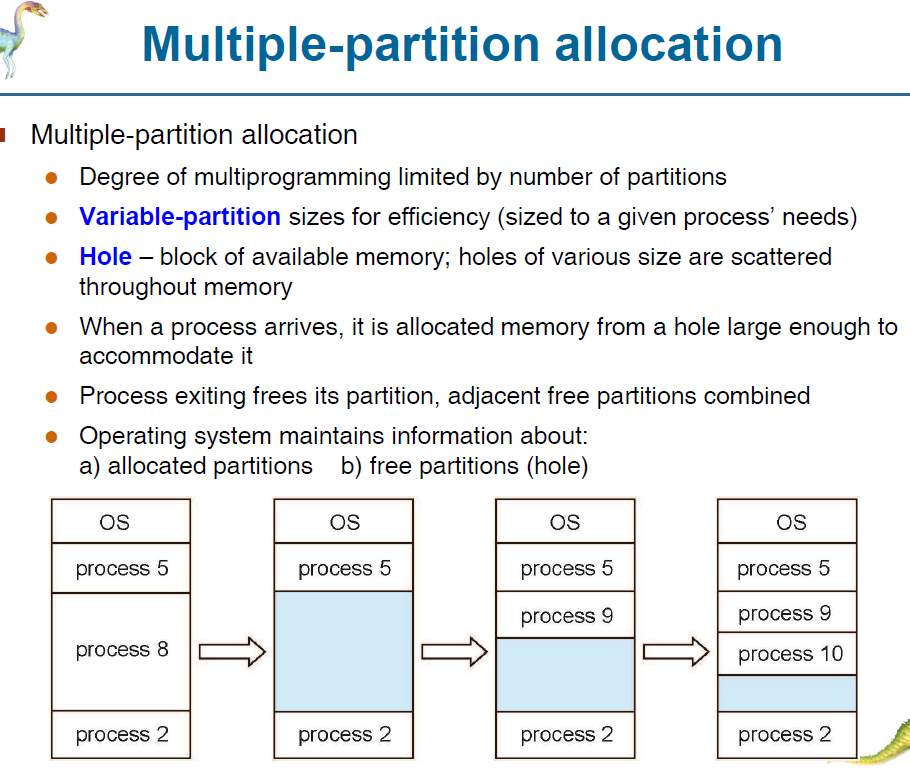 Multiple-partition allocation
Multiple-partition allocation
Degree of multiprogramming limited by number of partitions
Variable-partition sizes for efficiency (sized to a given process’ needs)
Hole – block of available memory; holes of various size are scattered
throughout memory
When a process arrives, it is allocated memory from a hole large enough to
accommodate it
Process exiting frees its partition, adjacent free partitions combined
Operating system maintains information about:
a) allocated partitions b) free partitions (hole)
OS
process 5
process 8
process 2
OS
process 5
process 2
OS
process 5
process 9
process 2
OS
process 5
process 9
process 10
process 2